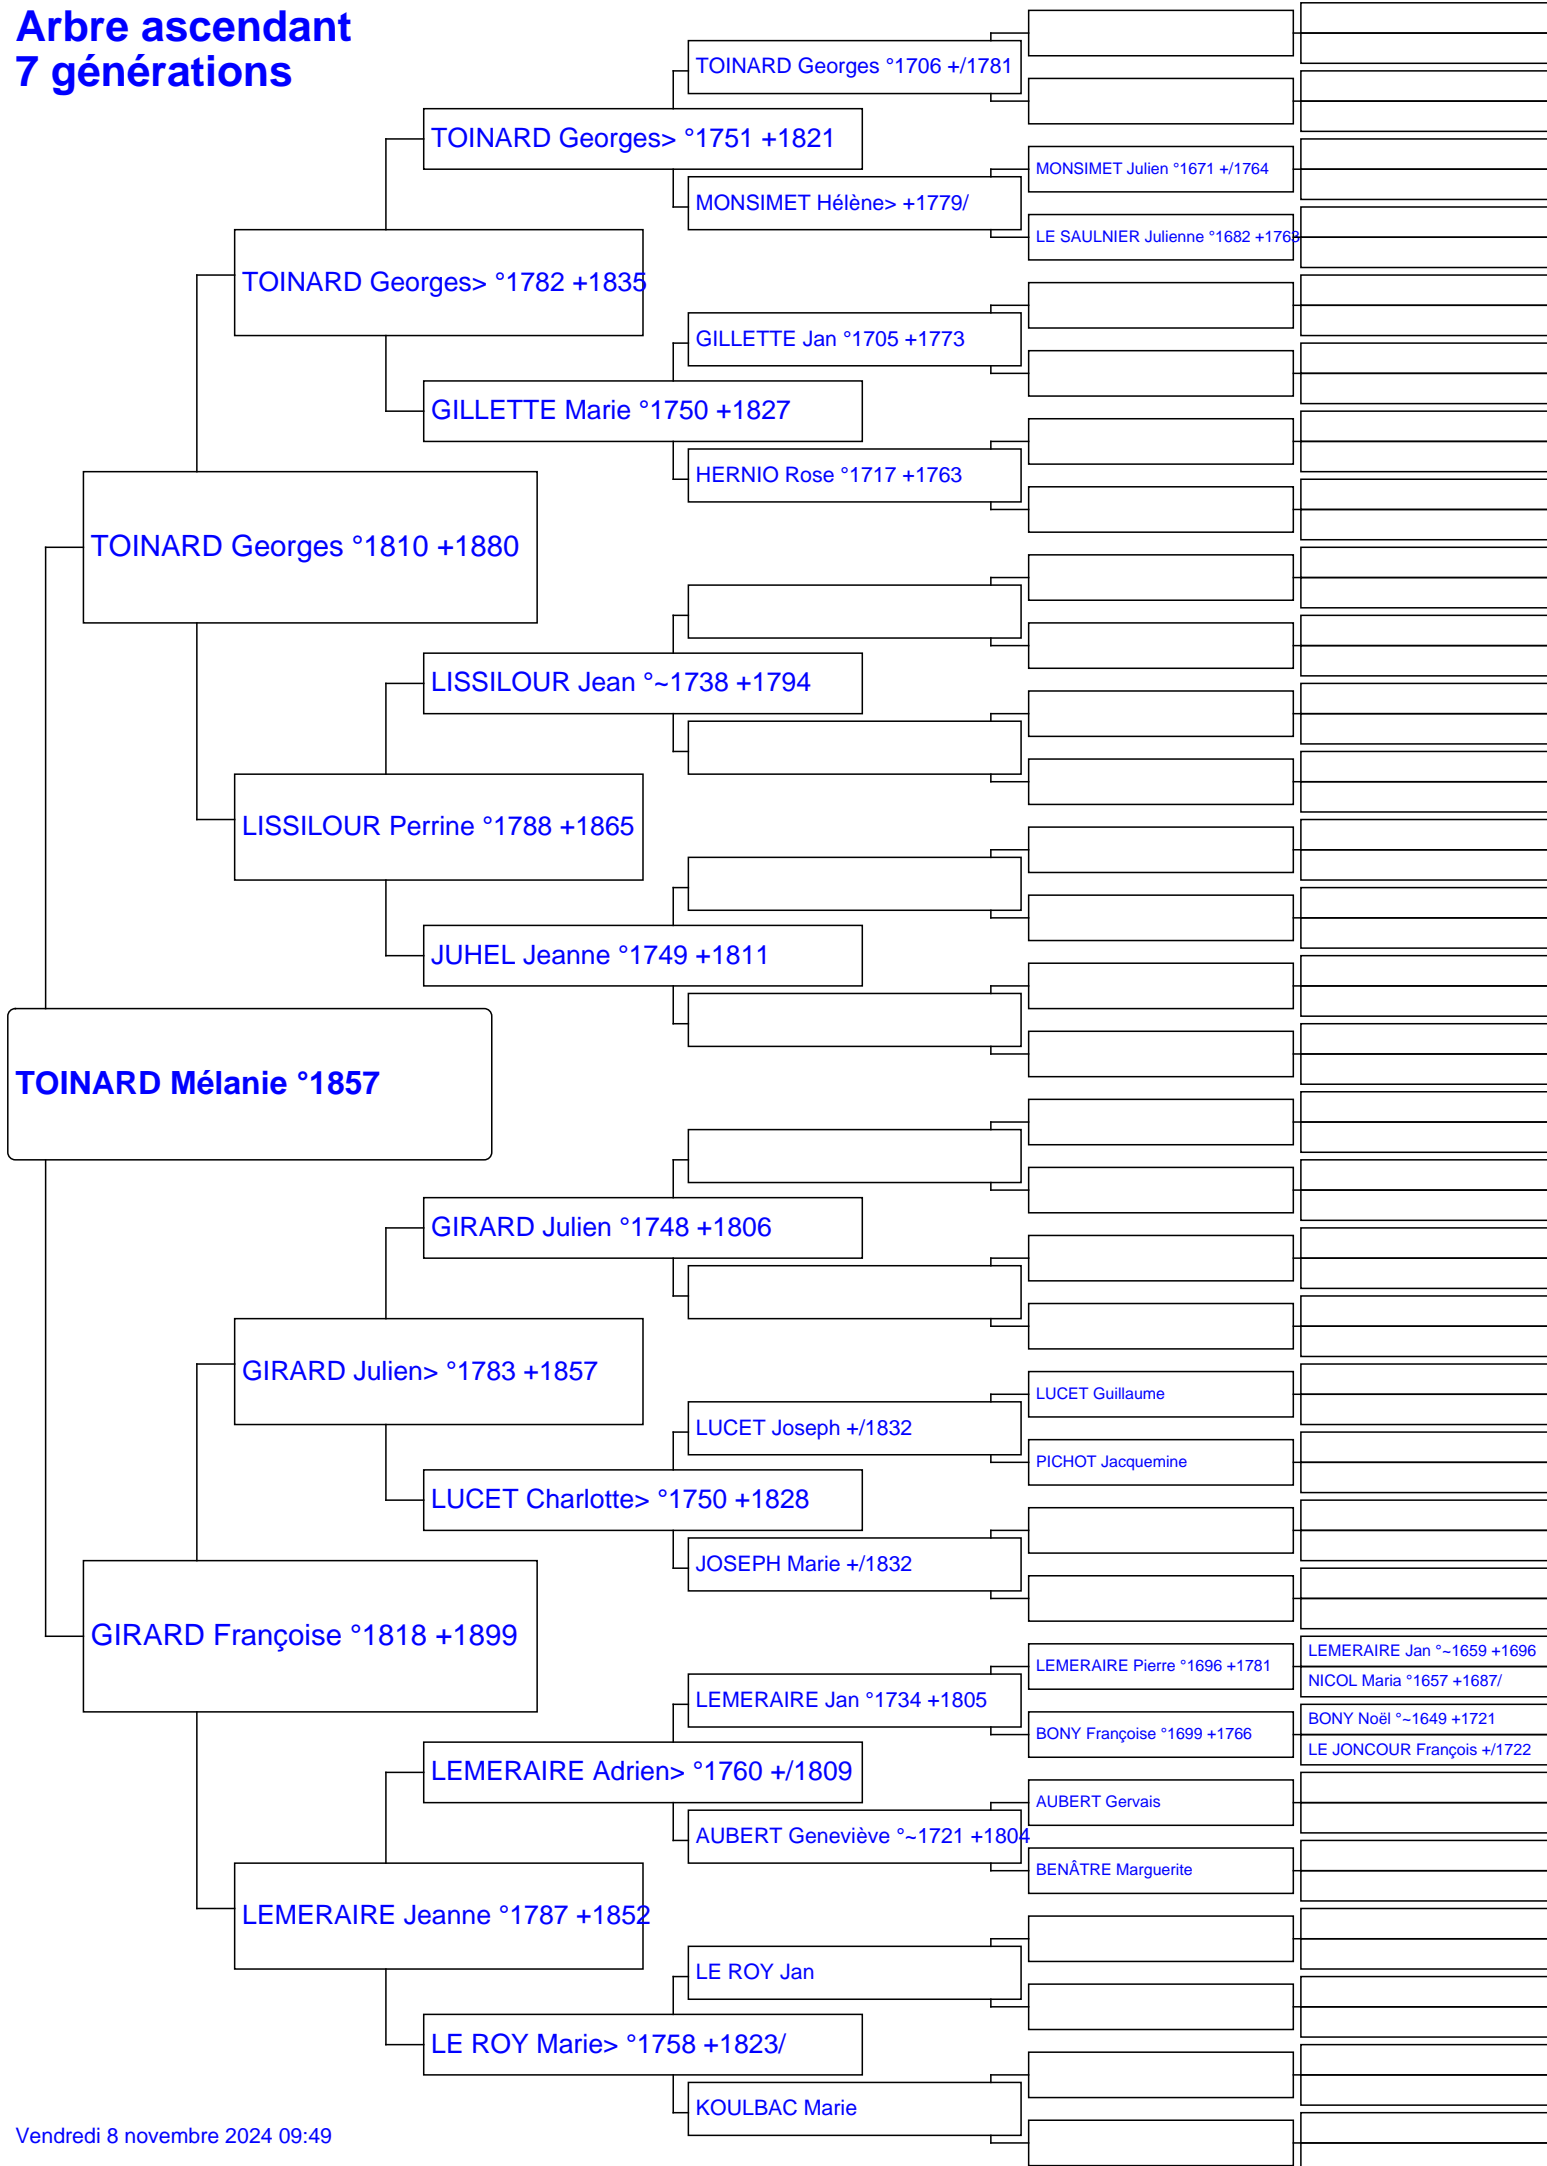 Arbre ascendant
7 générations
TOINARD Georges °1706 +/1781
TOINARD Georges> °1751 +1821
MONSIMET Julien °1671 +/1764
MONSIMET Hélène> +1779/
LE SAULNIER Julienne °1682 +1763
TOINARD Georges> °1782 +1835
GILLETTE Jan °1705 +1773
GILLETTE Marie °1750 +1827
HERNIO Rose °1717 +1763
TOINARD Georges °1810 +1880
LISSILOUR Jean °~1738 +1794
LISSILOUR Perrine °1788 +1865
JUHEL Jeanne °1749 +1811
TOINARD Mélanie °1857
GIRARD Julien °1748 +1806
GIRARD Julien> °1783 +1857
LUCET Guillaume
LUCET Joseph +/1832
PICHOT Jacquemine
LUCET Charlotte> °1750 +1828
JOSEPH Marie +/1832
GIRARD Françoise °1818 +1899
LEMERAIRE Jan °~1659 +1696
LEMERAIRE Pierre °1696 +1781
NICOL Maria °1657 +1687/
LEMERAIRE Jan °1734 +1805
BONY Noël °~1649 +1721
BONY Françoise °1699 +1766
LE JONCOUR François +/1722
LEMERAIRE Adrien> °1760 +/1809
AUBERT Gervais
AUBERT Geneviève °~1721 +1804
BENÂTRE Marguerite
LEMERAIRE Jeanne °1787 +1852
LE ROY Jan
LE ROY Marie> °1758 +1823/
KOULBAC Marie
Vendredi 8 novembre 2024 09:49